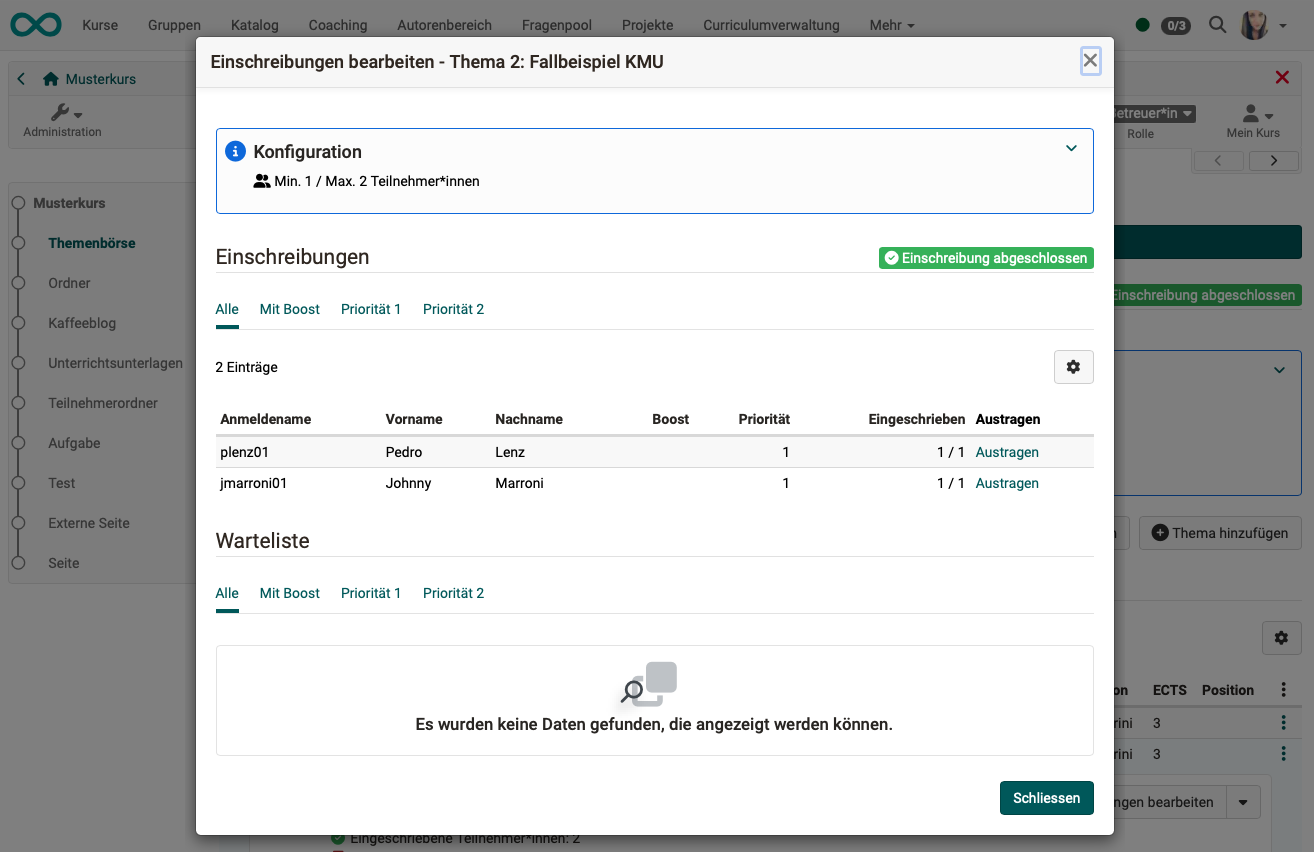 Kurse Gruppen Katalog Coaching Autorenbereich Fragenpool Projekte Curriculumverwaltung Mehr 0/3
Einschreibungen bearbeiten - Thema 2: Fallbeispiel KMU
Musterkurs
Administration
Betreuer*in
Rolle
Mein Kurs
Konfiguration
Min. 1 / Max. 2 Teilnehmer*innen
Musterkurs
Themenbörse
Ordner
Kaffeeblog
Unterrichtsunterlagen
Teilnehmerordner
Aufgabe
Test
Externe Seite
Seite
Einschreibungen
Einschreibung abgeschlossen
Einschreibung abgeschlossen
Alle Mit Boost Priorität 1 Priorität 2
2 Einträge
Anmeldename Vorname Nachname Boost Priorität Eingeschrieben Austragen
plenz01 Pedro Lenz 1 1 / 1 Austragen
jmarroni01 Johnny Marroni 1 1 / 1 Austragen
Thema hinzufügen
Warteliste
Alle Mit Boost Priorität 1 Priorität 2
Es wurden keine Daten gefunden, die angezeigt werden können.
ECTS Position
3
3
bearbeiten
Schliessen
Eingeschriebene Teilnehmer*innen: 2